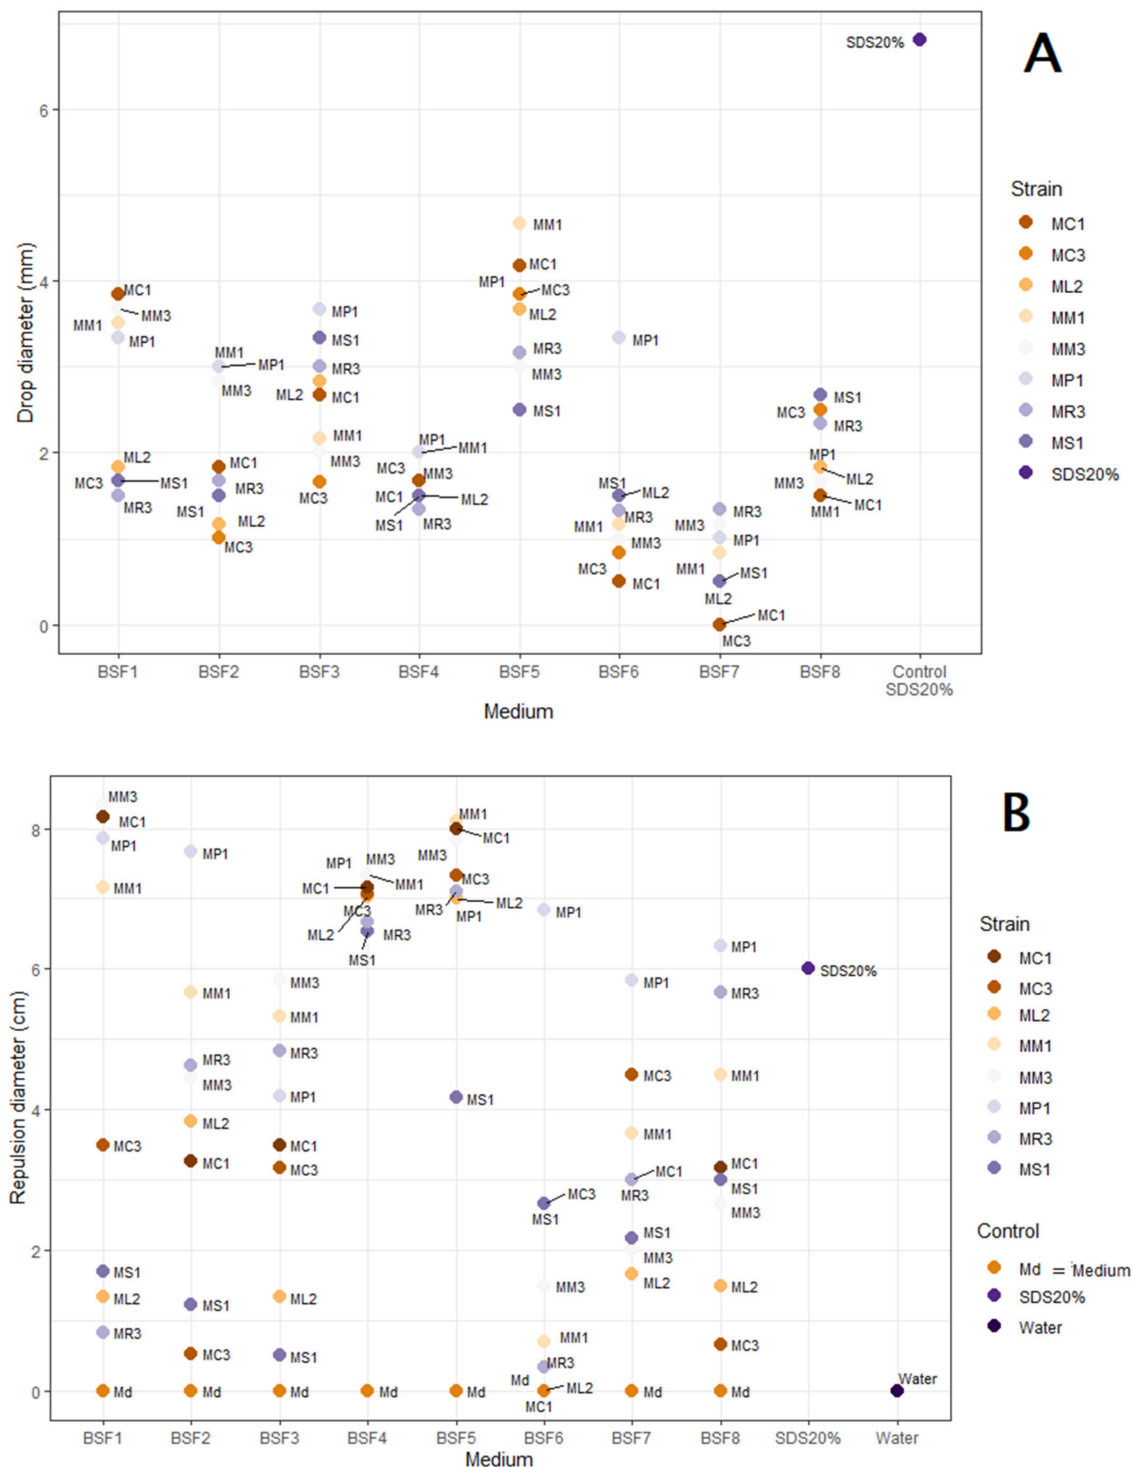 SDS20%
A
6
Strain
MC1
MC3
ML2
MM1
MM3
MP1
MR3
MS1
SDS20%
Drop diameter (mm)
4
2
0
MC1
MM3
MM1
MP1
ML2
MC3
MS1
MR3
MM1
MP1
MM3
MC1
MR3
MS1
ML2
MC3
MP1
MS1
MR3
ML2
MC1
MM1
MM3
MC3
MP1
MM1
MC3
MM3
MC1
ML2
MS1
MR3
MM1
MC1
MP1
MC3
ML2
MR3
MM3
MS1
MP1
MS1
ML2
MR3
MM1
MM3
MC3
MC1
MR3
MM3
MP1
MM1
MS1
ML2
MC1
MC3
MS1
MC3
MR3
MP1
ML2
MM3
MC1
MM1
BSF1 BSF2 BSF3 BSF4 BSF5 BSF6 BSF7 BSF8 Control
SDS20%
Medium
B
Repulsion diameter (cm)
8
6
4
2
0
MM3
MC1
MP1
MM1
MC3
MS1
ML2
MR3
Md
MP1
MM1
MR3
MM3
ML2
MC1
MS1
MC3
Md
MM3
MM1
MR3
MP1
MC1
MC3
ML2
MS1
Md
MP1
MM3
MC1
MM1
MC3
ML2
MR3
MS1
Md
MM1
MC1
MM3
MC3
MR3
ML2
MP1
MS1
Md
MP1
MC3
MS1
MM3
MM1
MR3
Md
ML2
MC1
MP1
MC3
MM1
MC1
MR3
MS1
MM3
ML2
Md
MP1
MR3
MM1
MC1
MS1
MM3
ML2
MC3
Md
SDS20%
Water
Strain
MC1
MC3
ML2
MM1
MM3
MP1
MR3
MS1
Control
Md = Medium
SDS20%
Water
BSF1 BSF2 BSF3 BSF4 BSF5 BSF6 BSF7 BSF8 SDS20% Water
Medium